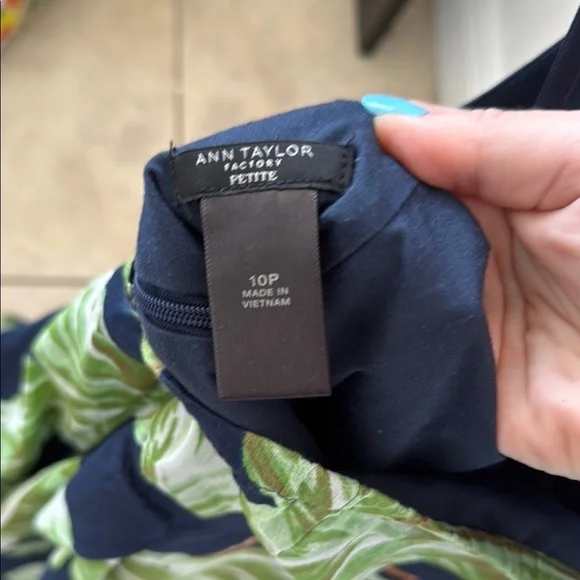 ANN TAYLOR
FACTORY
PETITE
10P
MADE IN
VIETNAM